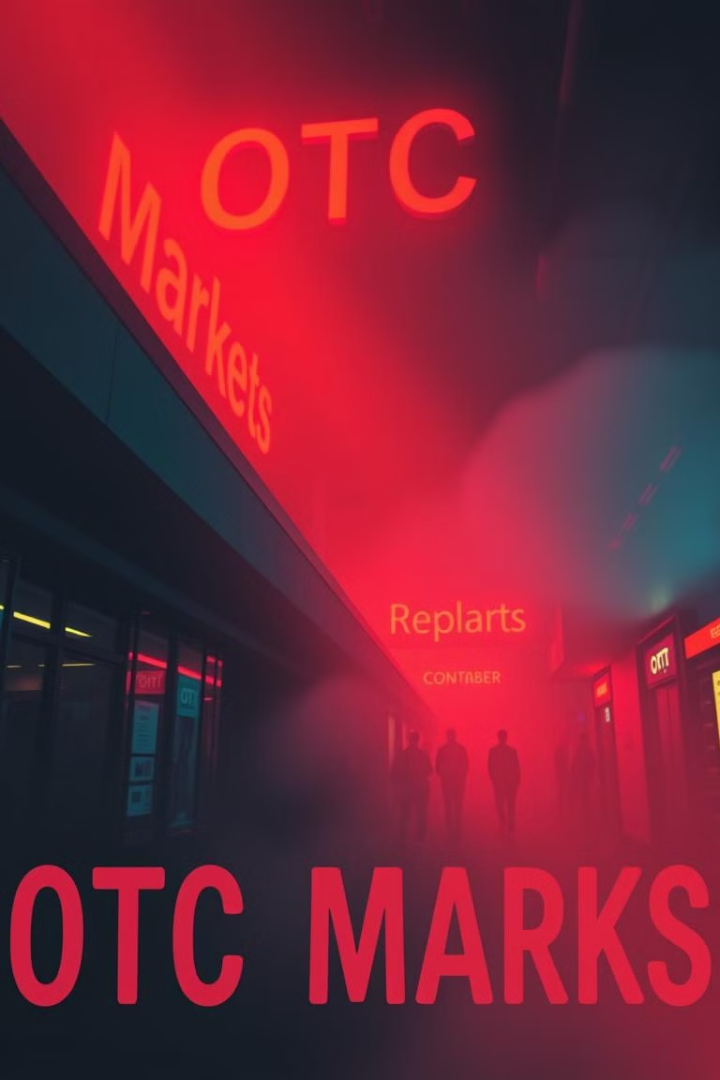 OTC
Markets
Replarts
CONTABER
OTC MARKS